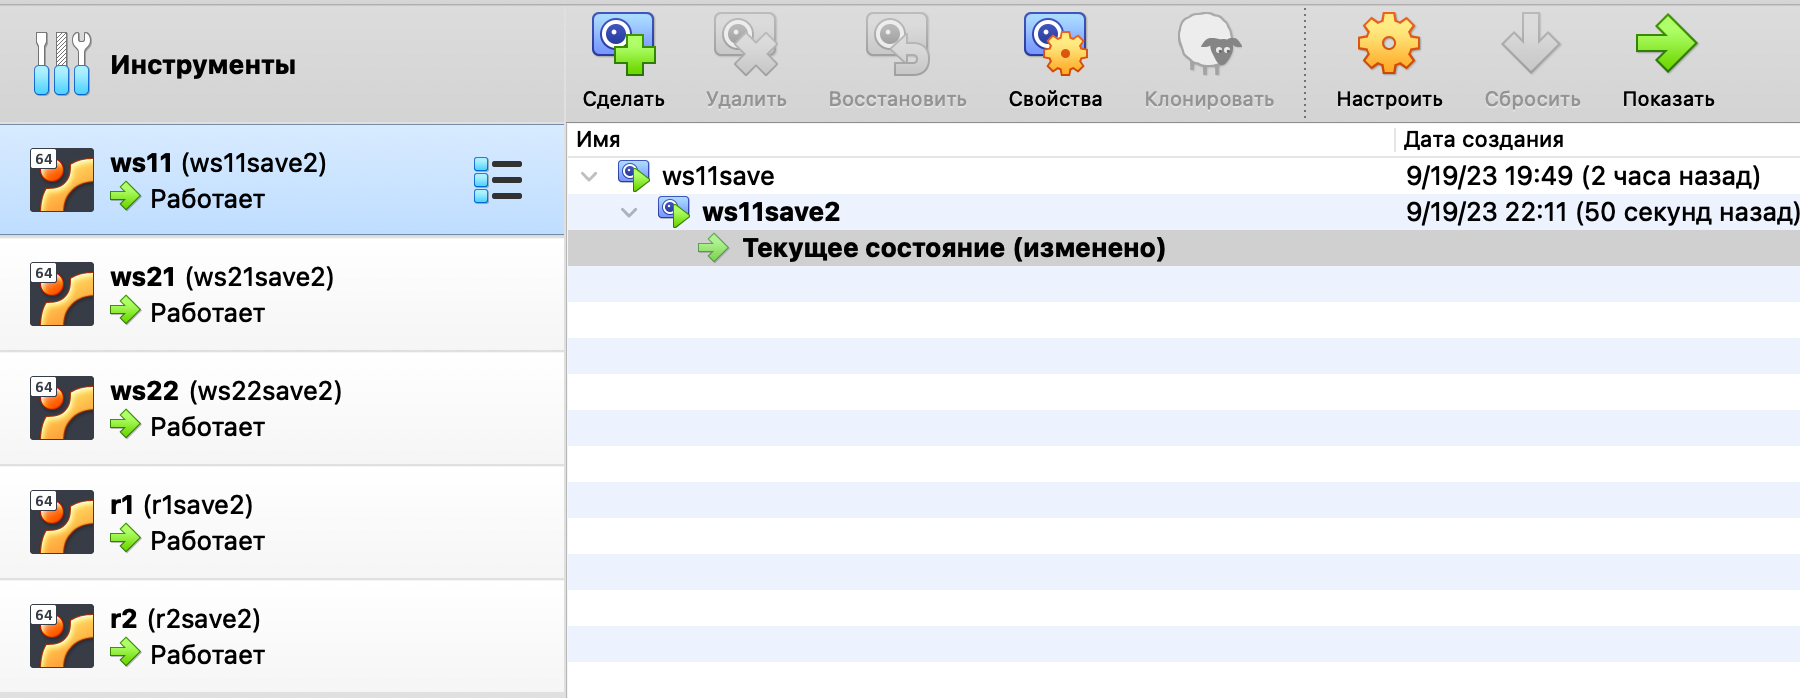 Инструменты
64
ws11 (ws11save2)
Работает
64
ws21 (ws21save2)
Работает
64
ws22 (ws22save2)
Работает
64
r1 (r1save2)
Работает
64
r2 (r2save2)
Работает
Сделать Удалить Восстановить Свойства Клонировать Настроить Сбросить Показать
Имя Дата создания
ws11save 9/19/23 19:49 (2 часа назад)
ws11save2 9/19/23 22:11 (50 секунд назад)
Текущее состояние (изменено)